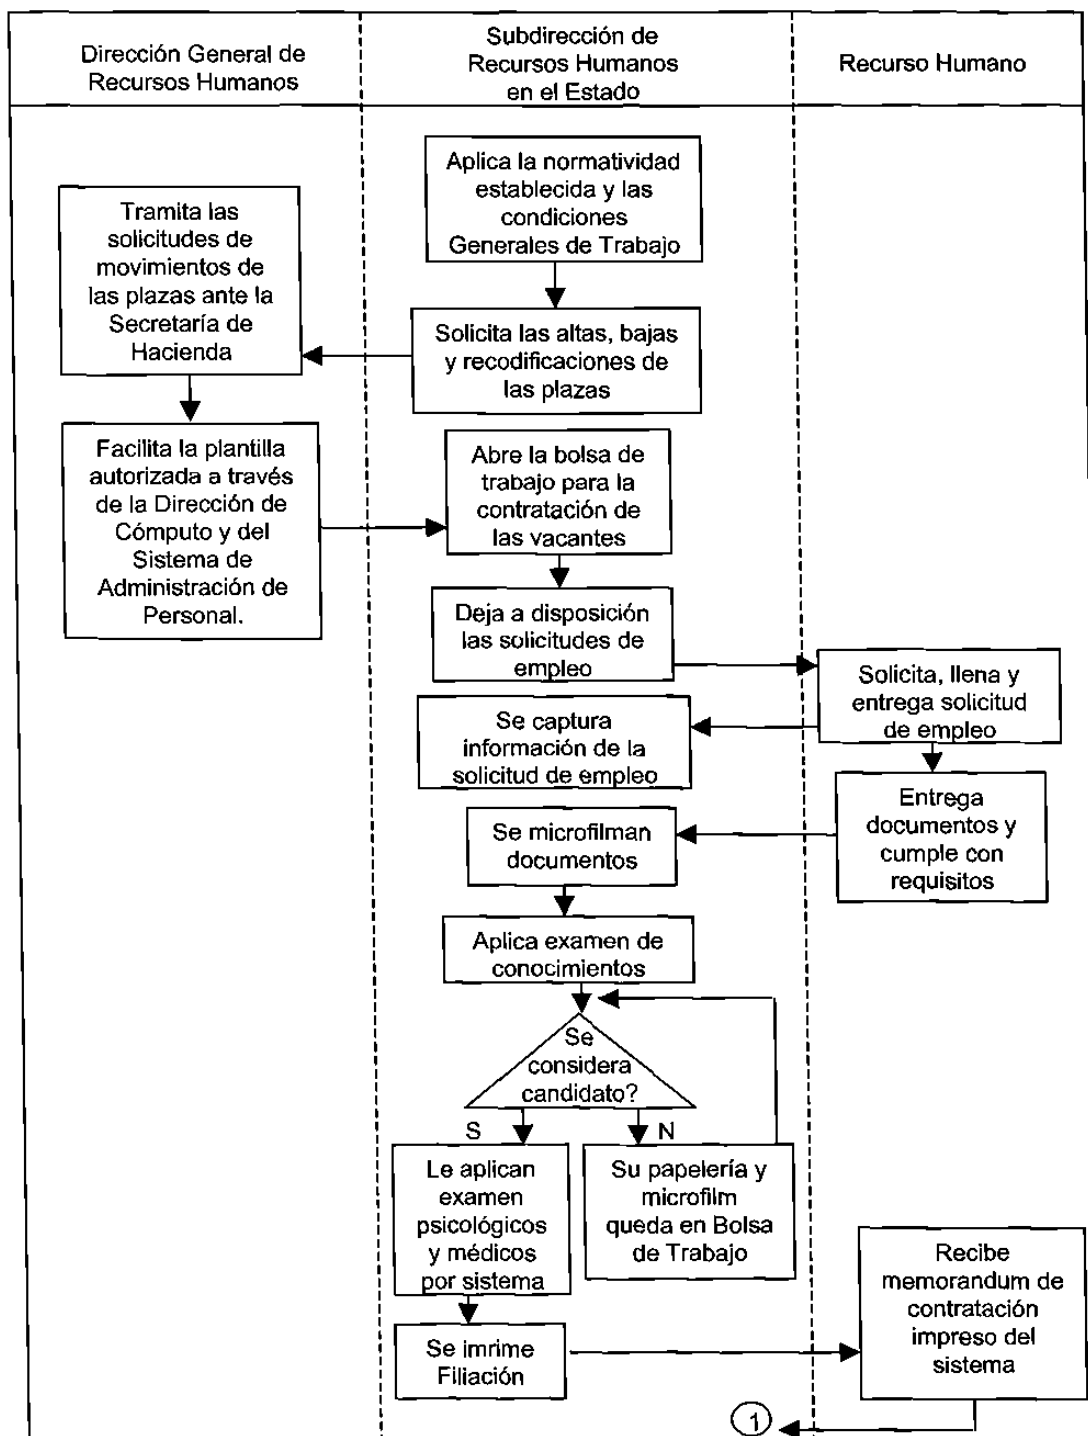 Dirección General de
Recursos Humanos
Subdirección de
Recursos Humanos
en el Estado
Recurso Humano
Aplica la normatividad
establecida y las
condiciones
Generales de Trabajo
Solicita las altas, bajas
y recodificaciones de
las plazas
Tramita las
solicitudes de
movimientos de
las plazas ante la
Secretaría de
Hacienda
Facilita la plantilla
autorizada a través
de la Dirección de
Cómputo y del
Sistema de
Administración de
Personal.
Abre la bolsa de
trabajo para la
contratación de
las vacantes
Deja a disposición
las solicitudes de
empleo
Solicita, llena y
entrega solicitud
de empleo
Se captura
información de la
solicitud de empleo
Entrega
documentos y
cumple con
requisitos
Se microfilman
documentos
Aplica examen de
conocimientos
Se
considera
candidato?
S
N
Le aplican
examen
psicológicos
y médicos
por sistema
Su papelería y
microfilm
queda en Bolsa
de Trabajo
Se imrime
Filiación
Recibe
memorandum de
contratación
impreso del
sistema
1